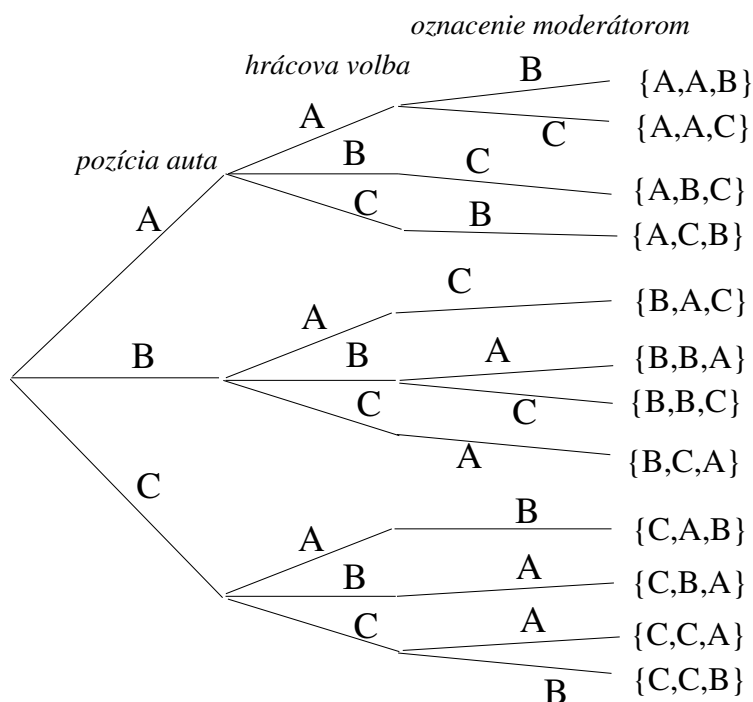 oznacenie moderátorom
hrácova volba
B
{A,A,B}
A
C
{A,A,C}
pozícia auta
B
C
{A,B,C}
A
C
B
{A,C,B}
C
{B,A,C}
A
B
B
A
{B,B,A}
C
C
{B,B,C}
A
{B,C,A}
C
A
B
{C,A,B}
B
A
{C,B,A}
C
A
{C,C,A}
B
{C,C,B}